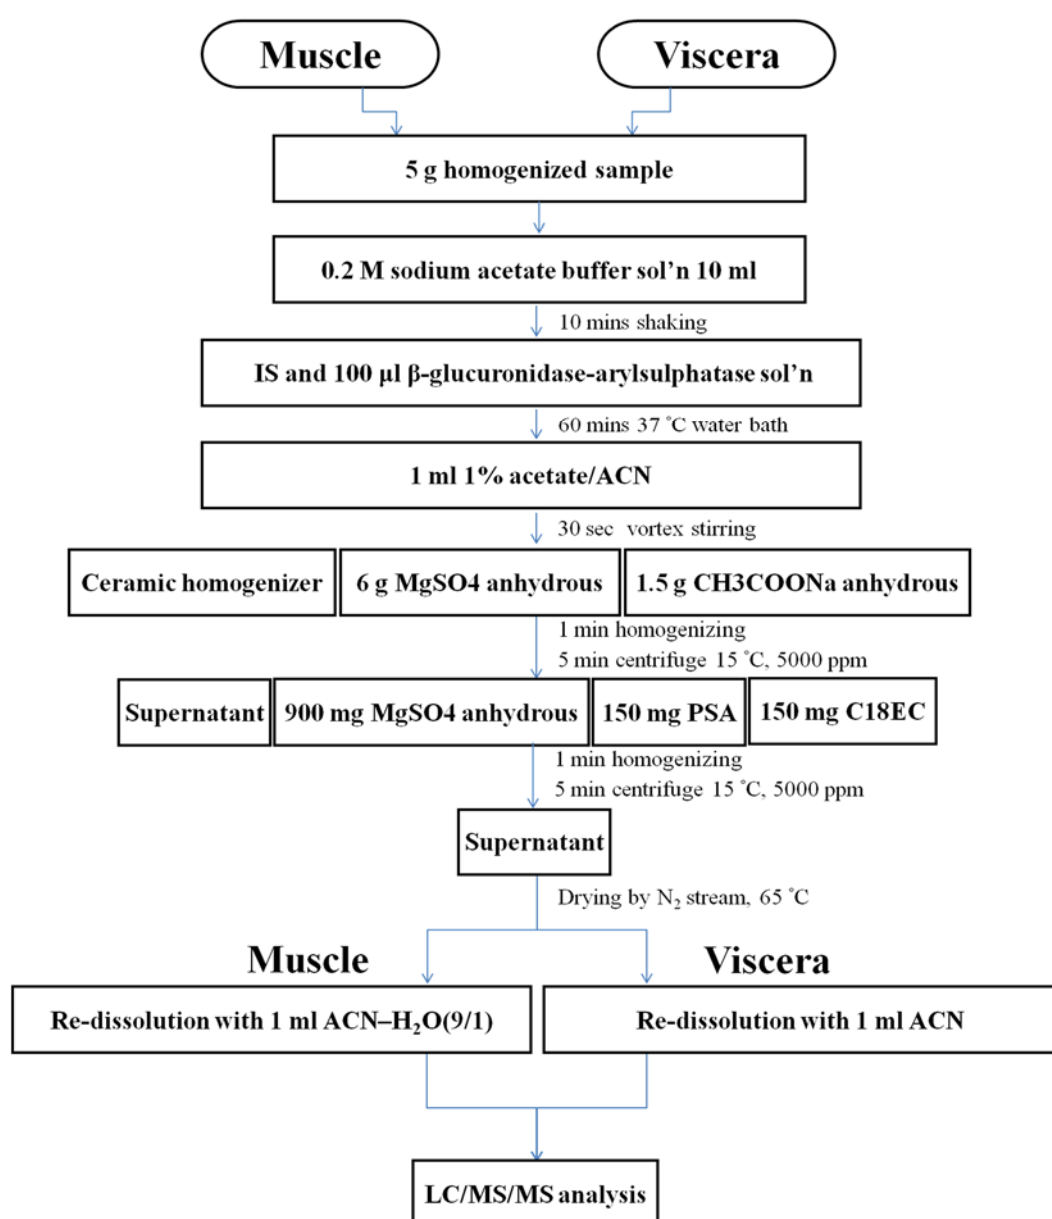 Muscle
Viscera
5 g homogenized sample
0.2 M sodium acetate buffer sol’n 10 ml
10 mins shaking
IS and 100 µl β-glucuronidase-arylsulphatase sol’n
60 mins 37 ˚C water bath
1 ml 1% acetate/ACN
30 sec vortex stirring
Ceramic homogenizer
6 g MgSO4 anhydrous
1.5 g CH3COONa anhydrous
1 min homogenizing
5 min centrifuge 15 ˚C, 5000 ppm
Supernatant
900 mg MgSO4 anhydrous
150 mg PSA
150 mg C18EC
1 min homogenizing
5 min centrifuge 15 ˚C, 5000 ppm
Supernatant
Drying by N₂ stream, 65 ˚C
Muscle
Viscera
Re-dissolution with 1 ml ACN–H₂O(9/1)
Re-dissolution with 1 ml ACN
LC/MS/MS analysis